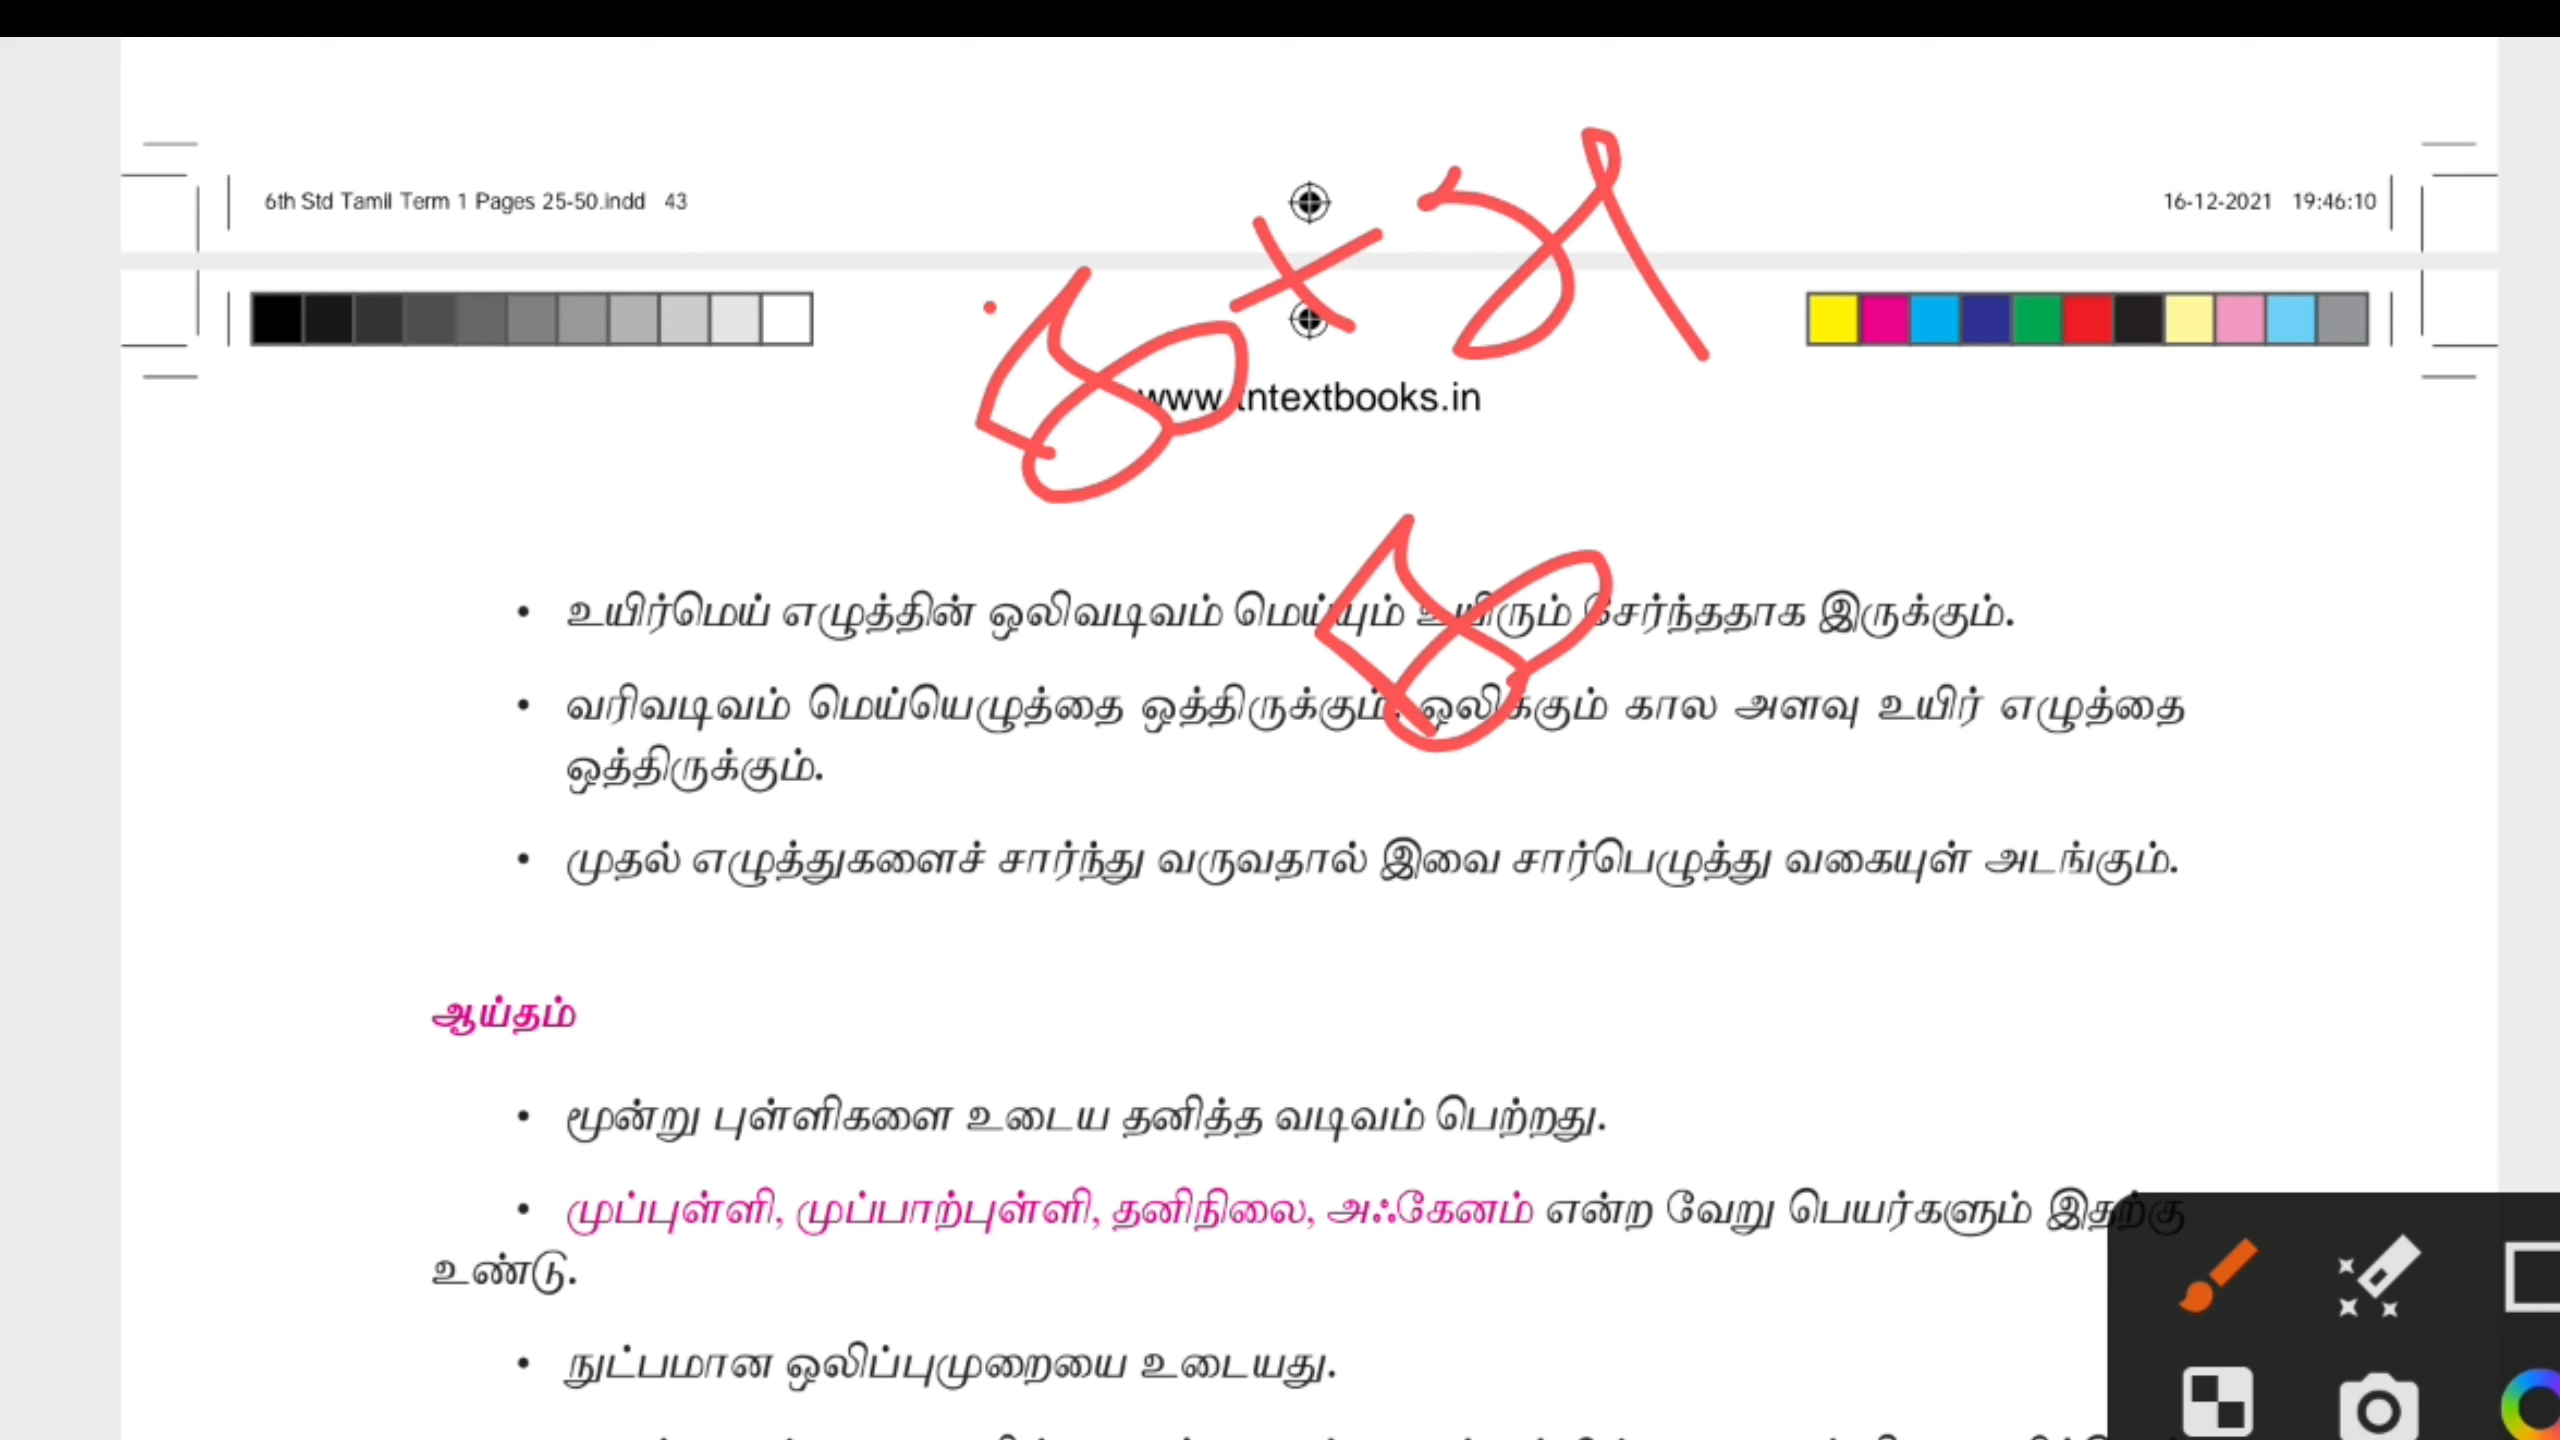 6th Std Tamil Term 1 Pages 25-50.indd 43
16-12-2021 19:46:10
க் + அ
www.tntextbooks.in
க
• உயிர்மெய் எழுத்தின் ஒலிவடிவம் மெய்யும் உயிரும் சேர்ந்ததாக இருக்கும்.
• வரிவடிவம் மெய்யெழுத்தை ஒத்திருக்கும். ஒலிக்கும் கால அளவு உயிர் எழுத்தை
ஒத்திருக்கும்.
• முதல் எழுத்துகளைச் சார்ந்து வருவதால் இவை சார்பெழுத்து வகையுள் அடங்கும்.
ஆய்தம்
• மூன்று புள்ளிகளை உடைய தனித்த வடிவம் பெற்றது.
• முப்புள்ளி, முப்பாற்புள்ளி, தனிநிலை, அஃகேனம் என்ற வேறு பெயர்களும் இதற்கு
உண்டு.
• நுட்பமான ஒலிப்புமுறையை உடையது.